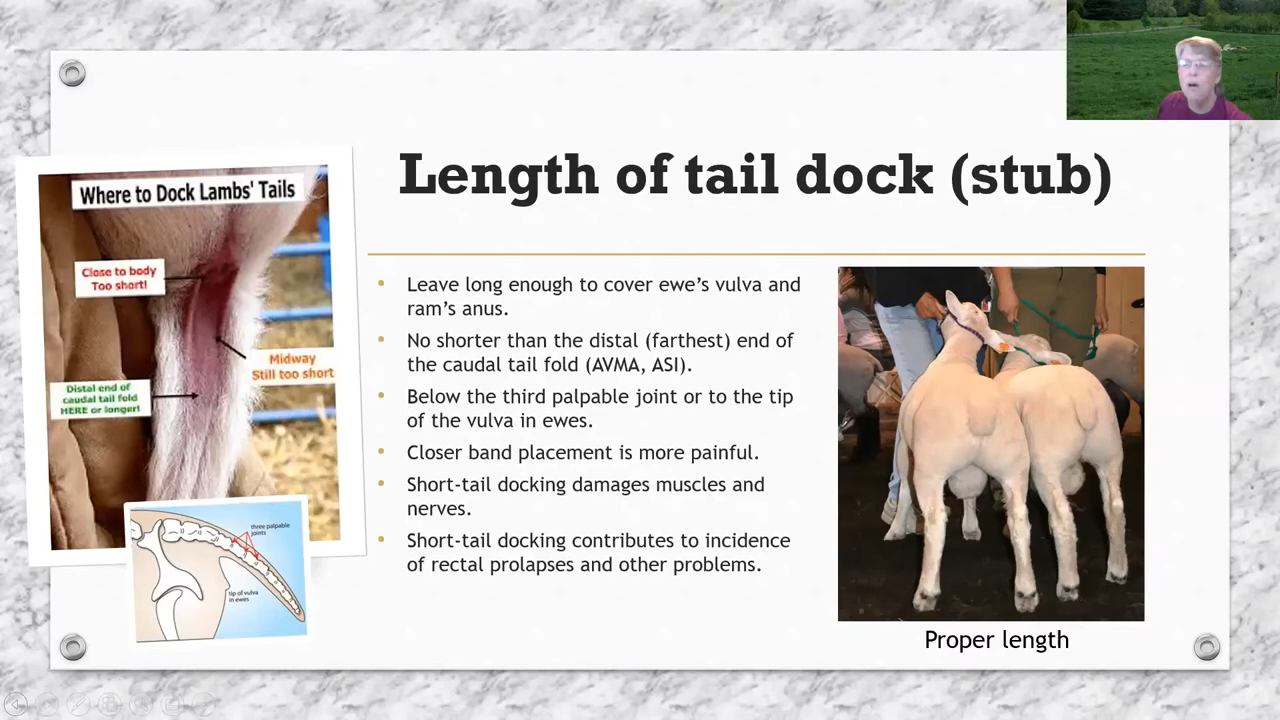 Length of tail dock (stub)
Where to Dock Lambs' Tails
Close to body
Too short!
Midway
Still too short
Distal end of
caudal tail fold
HERE or longer!
three palpable
joints
tip of vulva
in ewes
• Leave long enough to cover ewe's vulva and
ram's anus.
• No shorter than the distal (farthest) end of
the caudal tail fold (AVMA, ASI).
• Below the third palpable joint or to the tip
of the vulva in ewes.
• Closer band placement is more painful.
• Short-tail docking damages muscles and
nerves.
• Short-tail docking contributes to incidence
of rectal prolapses and other problems.
Proper length